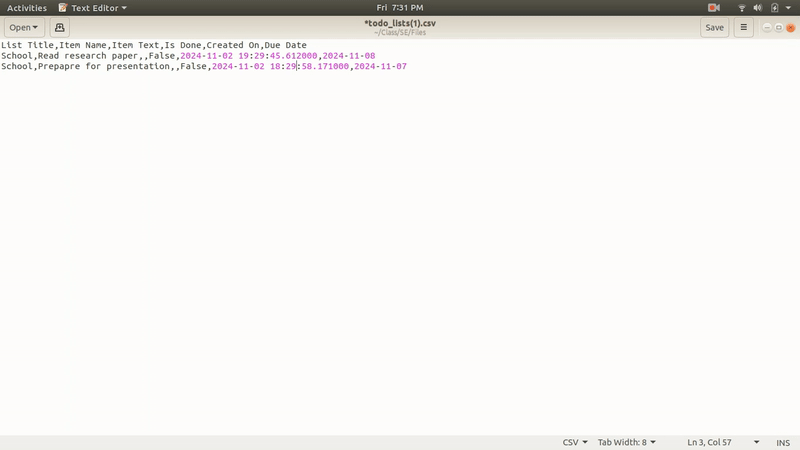 Activities Text Editor Fri 7:31 PM
Open *todo_lists(1).csv Save
~/Class/SE/Files
List Title,Item Name,Item Text,Is Done,Created On,Due Date
School,Read research paper,,False,2024-11-02 19:29:45.612000,2024-11-08
School,Prepapre for presentation,,False,2024-11-02 18:29:58.171000,2024-11-07
CSV Tab Width: 8 Ln 3, Col 57 INS